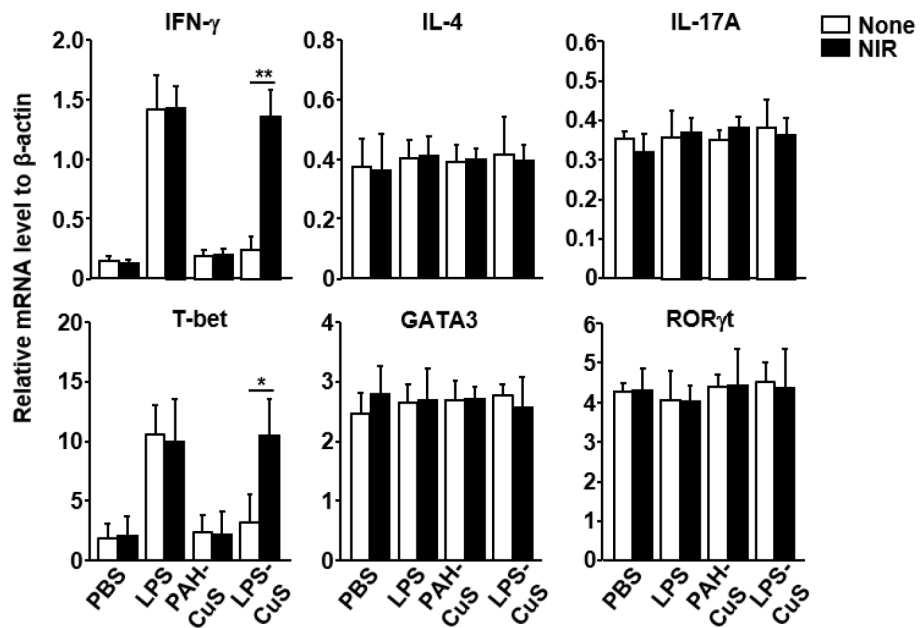 IFN-γ
IL-4
IL-17A
None
NIR
Relative mRNA level to β-actin
2.0
1.5
1.0
0.5
0
**
0.8
0.6
0.4
0.2
0
0.6
0.5
0.4
0.3
0.2
0.1
0
T-bet
GATA3
RORγt
20
15
10
5
0
*
4
3
2
1
0
6
5
4
3
2
1
0
PBS
LPS
PAH-
CuS
LPS-
CuS
PBS
LPS
PAH-
CuS
LPS-
CuS
PBS
LPS
PAH-
CuS
LPS-
CuS